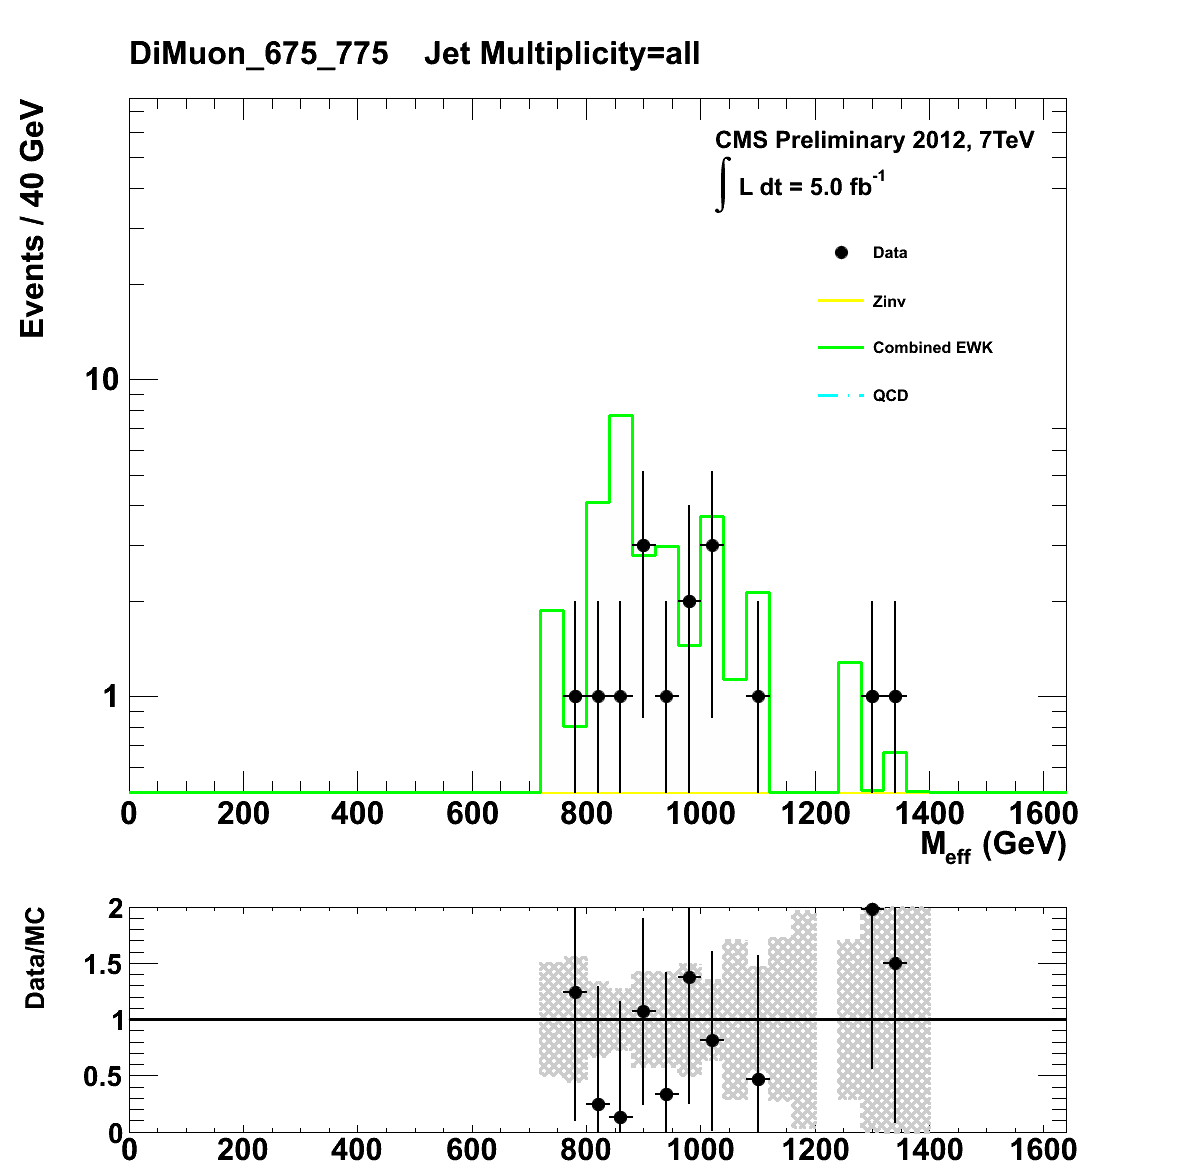 DiMuon_675_775 Jet Multiplicity=all
Events / 40 GeV
CMS Preliminary 2012, 7TeV
∫ L dt = 5.0 fb-1
Data
Zinv
Combined EWK
QCD
10
1
0 200 400 600 800 1000 1200 1400 1600
Meff (GeV)
Data/MC
2
1.5
1
0.5
0
0 200 400 600 800 1000 1200 1400 1600